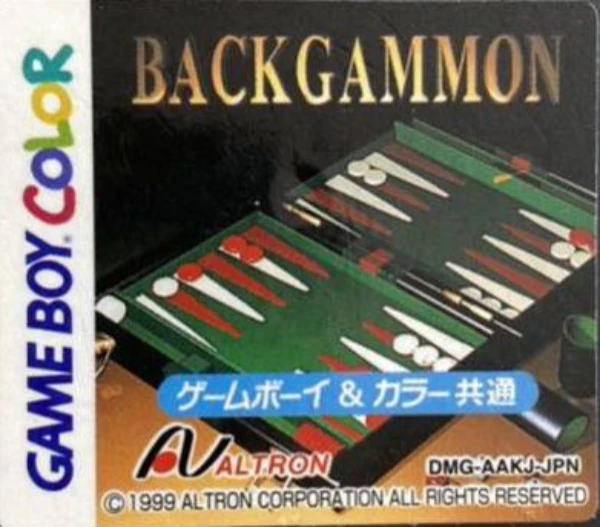 BACKGAMMON
GAME BOY COLOR
ゲームボーイ & カラー共通
ALTRON
DMG-AAKJ-JPN
© 1999 ALTRON CORPORATION ALL RIGHTS RESERVED